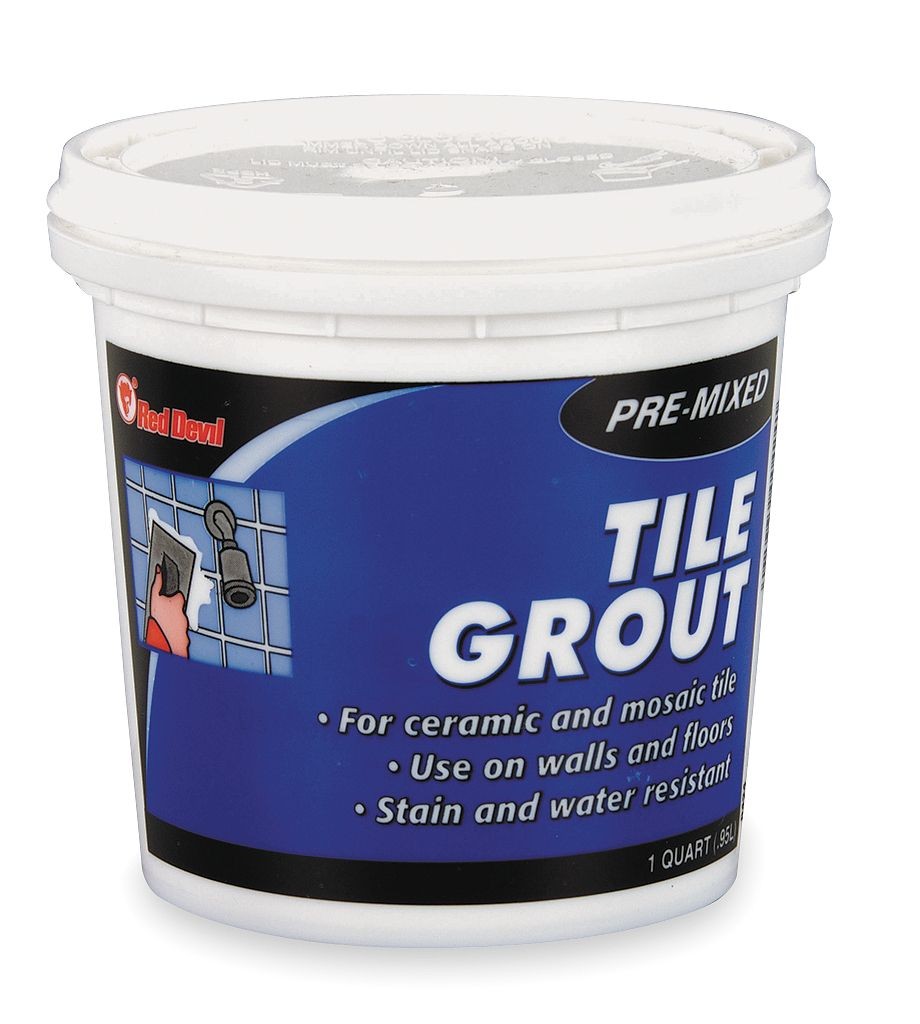 CAUTION!
Red Devil®
PRE-MIXED
TILE
GROUT
• For ceramic and mosaic tile
• Use on walls and floors
• Stain and water resistant
1 QUART (.95L)